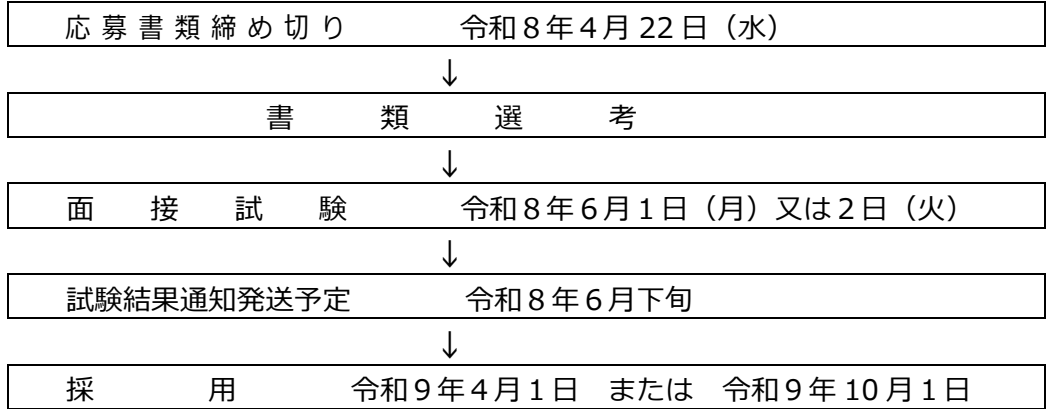 応募書類締め切り　令和８年４月 22 日（水）
↓
書類選考
↓
面接試験　令和８年６月１日（月）又は２日（火）
↓
試験結果通知発送予定　令和８年６月下旬
↓
採用　令和９年４月１日　または　令和９年 10 月１日